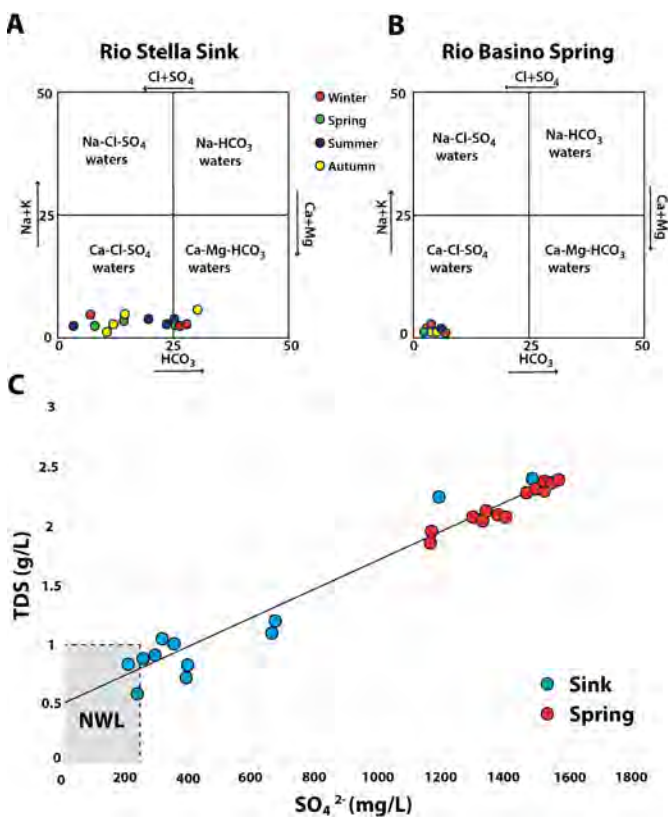 A
Rio Stella Sink
Cl+SO4
50
Na-Cl-SO4
waters
Na-HCO3
waters
25
Na+K
Ca+Mg
Ca-Cl-SO4
waters
Ca-Mg-HCO3
waters
0
0
25
50
HCO3
Winter
Spring
Summer
Autumn
B
Rio Basino Spring
Cl+SO4
50
Na-Cl-SO4
waters
Na-HCO3
waters
25
Na+K
Ca+Mg
Ca-Cl-SO4
waters
Ca-Mg-HCO3
waters
0
0
25
50
HCO3
C
3
2.5
2
1.5
1
0.5
0
TDS (g/L)
NWL
Sink
Spring
0 200 400 600 800 1000 1200 1400 1600 1800
SO4 2- (mg/L)